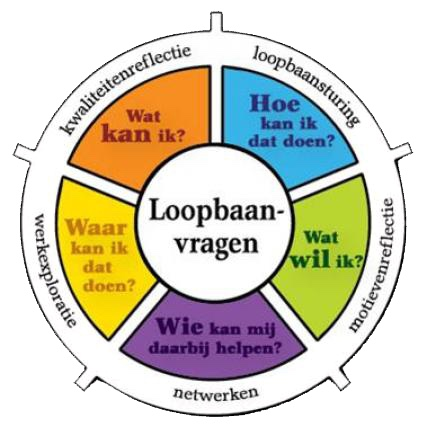 kwaliteitenreflectie
loopbaansturing
Wat
kan ik?
Hoe
kan ik
dat doen?
Loopbaan-
vragen
Waar
kan ik
dat
doen?
Wat
wil ik?
werkexploratie
motievenreflectie
Wie kan mij
daarbij helpen?
netwerken